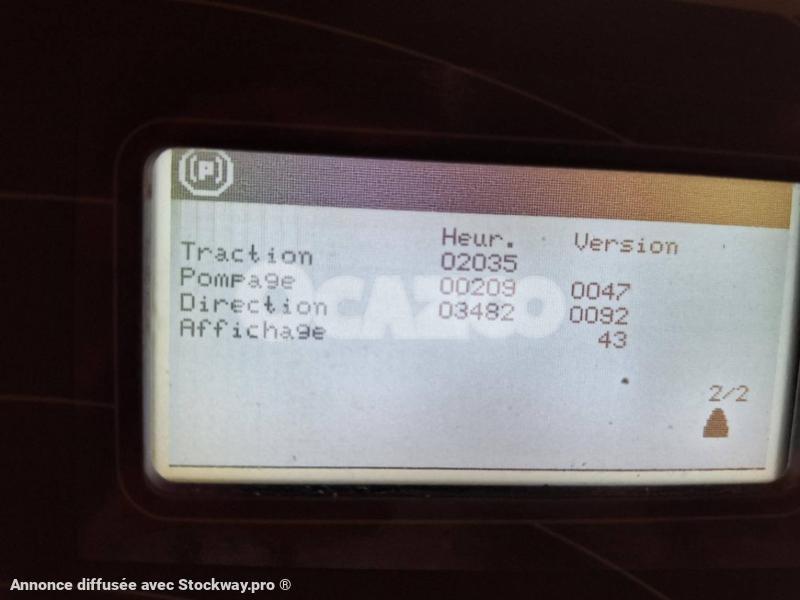 (P)
Heur. Version
Traction 02035
Pompage 00209 0047
Direction 03482 0092
Affichage 43
OCAZOO
2/2
Annonce diffusée avec Stockway.pro ®